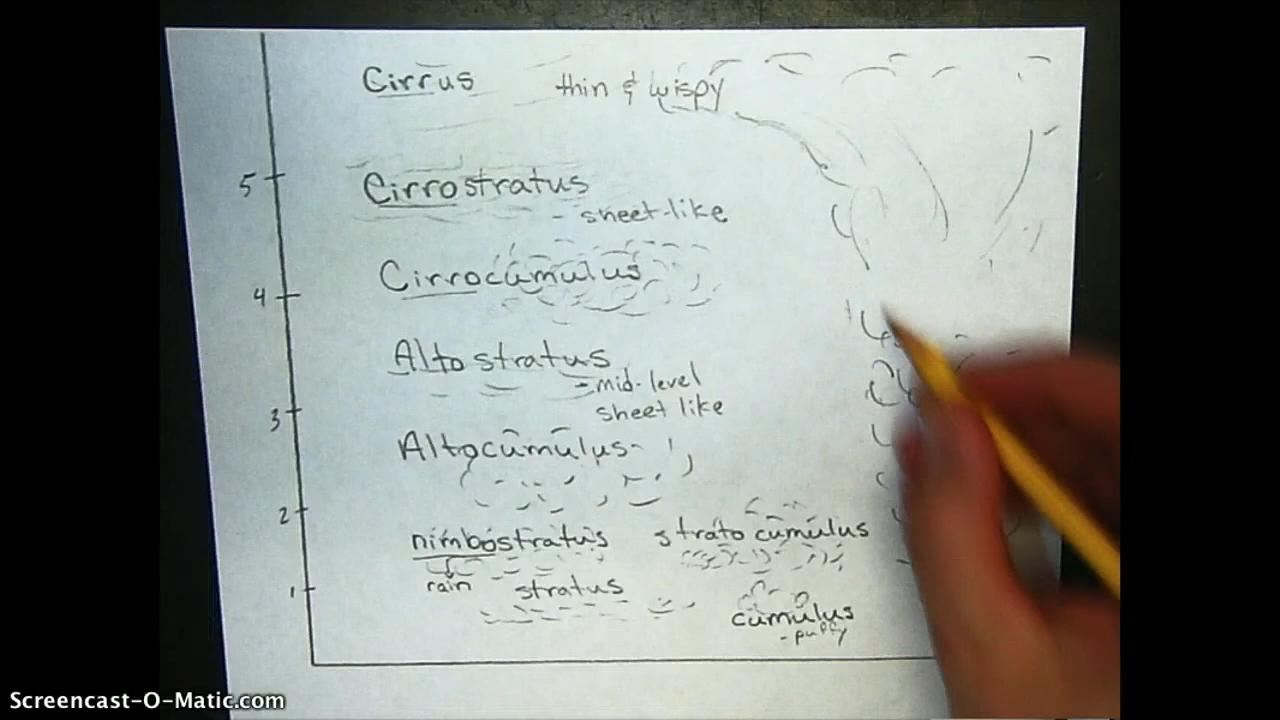 Cirrus thin & wispy
5
Cirrostratus
- sheet-like
Cirrocumulus
4
Altostratus
- mid-level
sheet like
3
Altocumulus
2
nimbostratus stratocumulus
rain stratus
1
cumulus
- puffy
Screencast-O-Matic.com